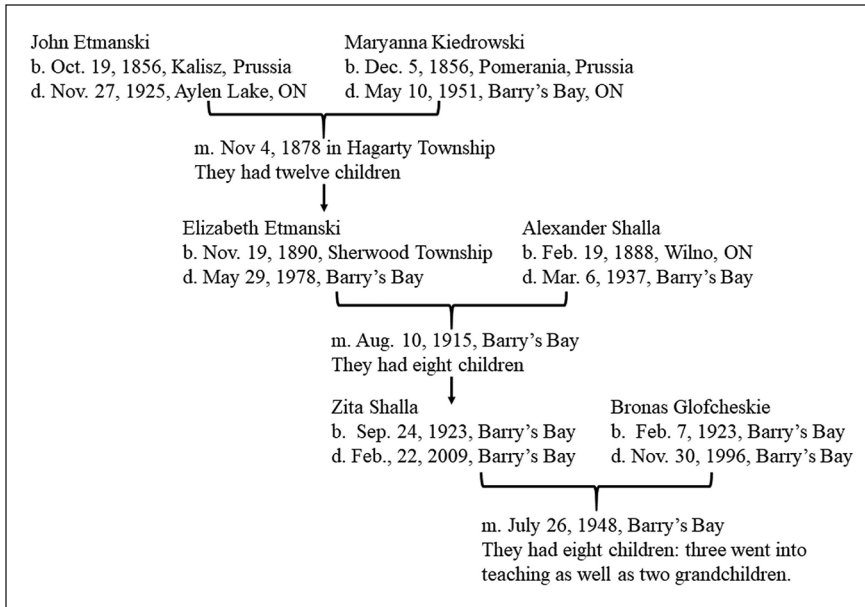 John Etmanski
b. Oct. 19, 1856, Kalisz, Prussia
d. Nov. 27, 1925, Aylen Lake, ON
Maryanna Kiedrowski
b. Dec. 5, 1856, Pomerania, Prussia
d. May 10, 1951, Barry's Bay, ON
m. Nov 4, 1878 in Hagarty Township
They had twelve children
Elizabeth Etmanski
b. Nov. 19, 1890, Sherwood Township
d. May 29, 1978, Barry's Bay
Alexander Shalla
b. Feb. 19, 1888, Wilno, ON
d. Mar. 6, 1937, Barry's Bay
m. Aug. 10, 1915, Barry's Bay
They had eight children
Zita Shalla
b. Sep. 24, 1923, Barry's Bay
d. Feb., 22, 2009, Barry's Bay
Bronas Glofcheskie
b. Feb. 7, 1923, Barry's Bay
d. Nov. 30, 1996, Barry's Bay
m. July 26, 1948, Barry's Bay
They had eight children: three went into
teaching as well as two grandchildren.